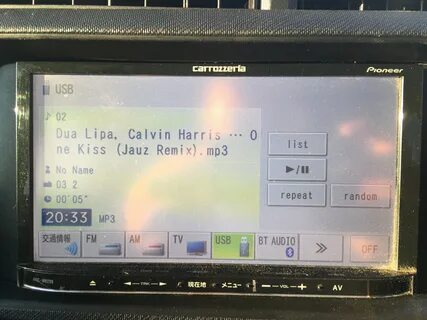 carrozzeria
Pioneer
USB
02
Dua Lipa, Calvin Harris … O
ne Kiss (Jauz Remix).mp3
No Name
03 2
00'05"
20:33 MP3
list
►/II
repeat random
交通情報 FM AM TV USB BT AUDIO >> OFF
TRK 現在地 メニュー VOL AV